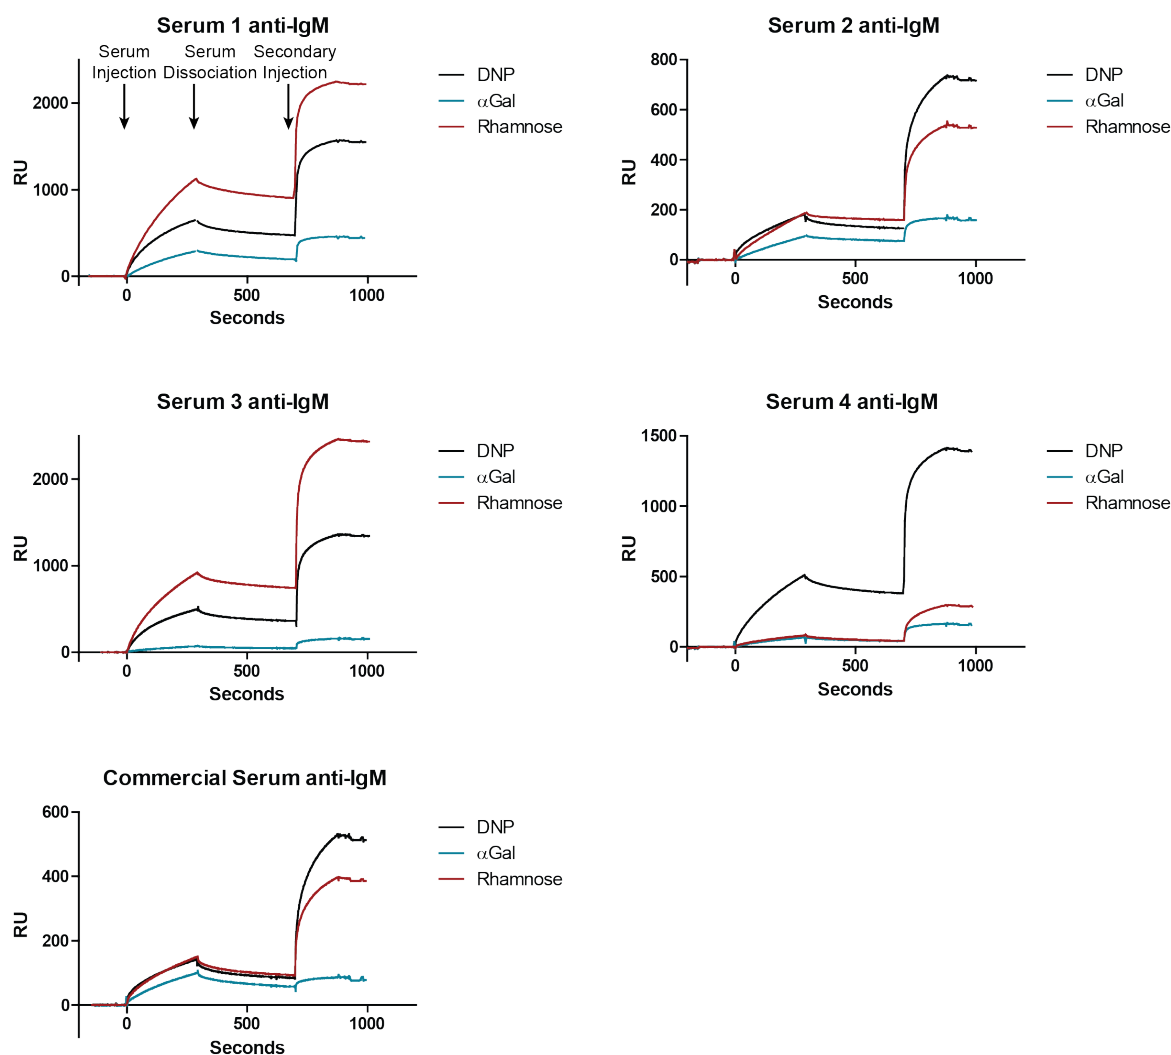 Serum 1 anti-IgM
Serum Injection
Serum Dissociation
Secondary Injection
2000
1000
0
RU
0 500 1000
Seconds
DNP
αGal
Rhamnose
Serum 2 anti-IgM
800
600
400
200
0
RU
0 500 1000
Seconds
DNP
αGal
Rhamnose
Serum 3 anti-IgM
2000
1000
0
RU
0 500 1000
Seconds
DNP
αGal
Rhamnose
Serum 4 anti-IgM
1500
1000
500
0
RU
0 500 1000
Seconds
DNP
αGal
Rhamnose
Commercial Serum anti-IgM
600
400
200
0
RU
0 500 1000
Seconds
DNP
αGal
Rhamnose